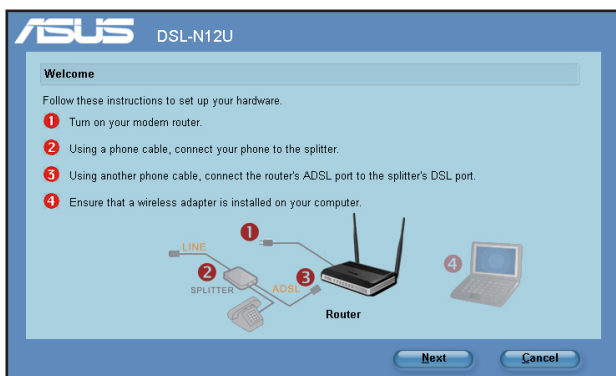 ASUS DSL-N12U
Welcome
Follow these instructions to set up your hardware.
1 Turn on your modem router.
2 Using a phone cable, connect your phone to the splitter.
3 Using another phone cable, connect the router's ADSL port to the splitter's DSL port.
4 Ensure that a wireless adapter is installed on your computer.
1
LINE
2
3
4
SPLITTER
ADSL
Router
Next Cancel